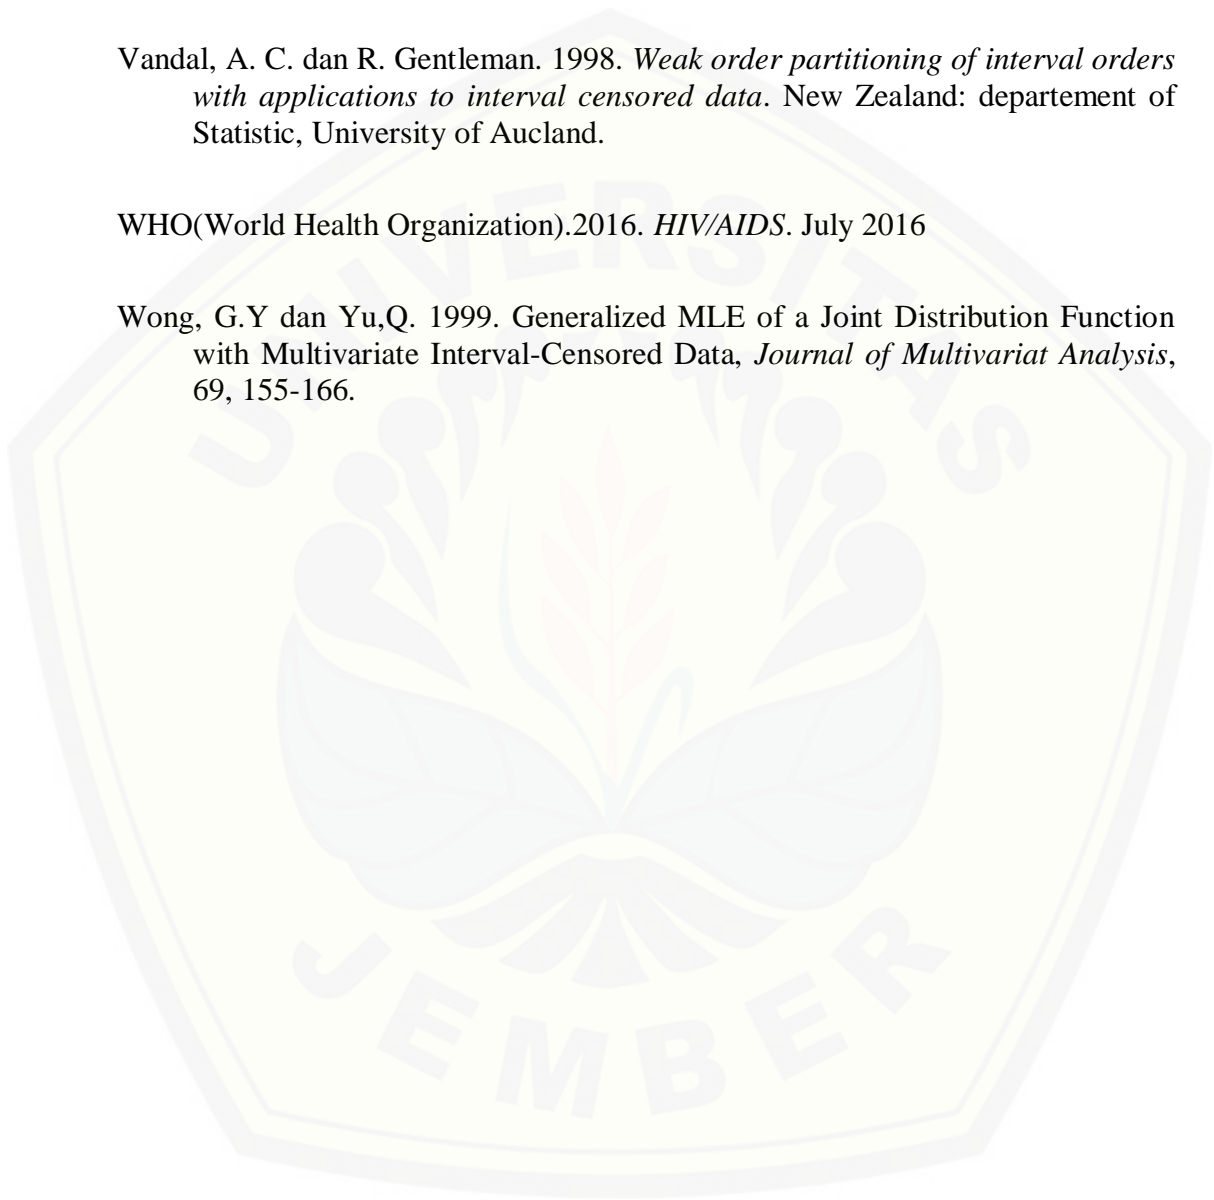 Vandal, A. C. dan R. Gentleman. 1998. Weak order partitioning of interval orders
with applications to interval censored data. New Zealand: departement of
Statistic, University of Aucland.
WHO(World Health Organization).2016. HIV/AIDS. July 2016
Wong, G.Y dan Yu,Q. 1999. Generalized MLE of a Joint Distribution Function
with Multivariate Interval-Censored Data, Journal of Multivariat Analysis,
69, 155-166.
UNIVERSITAS
JEMBER